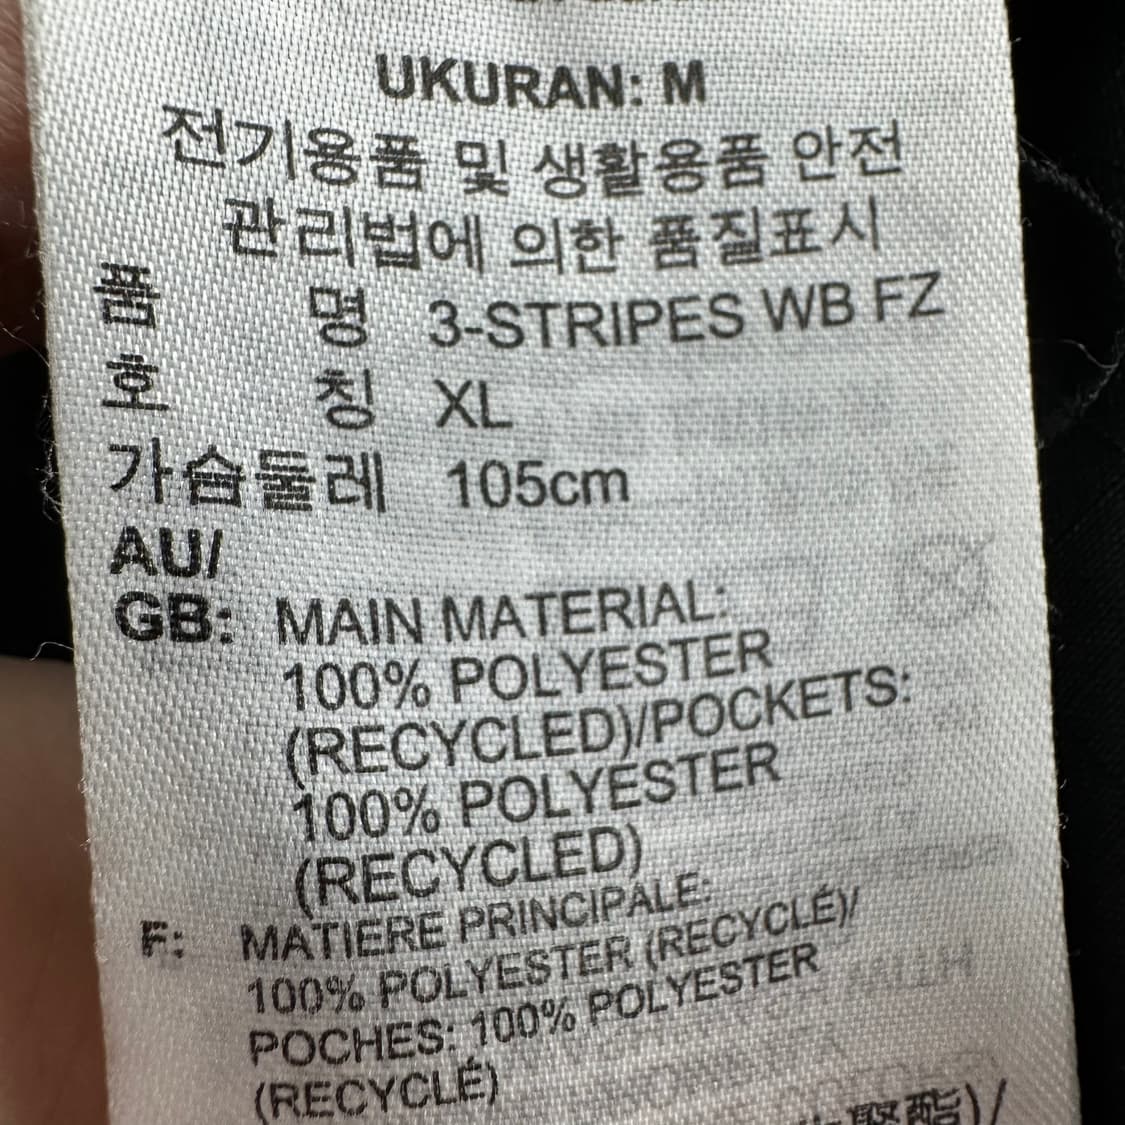 UKURAN: M
전기용품 및 생활용품 안전
관리법에 의한 품질표시
품 명 3-STRIPES WB FZ
호 칭 XL
가슴둘레 105cm
AU/
GB: MAIN MATERIAL:
100% POLYESTER
(RECYCLED)/POCKETS:
100% POLYESTER
(RECYCLED)
F: MATIERE PRINCIPALE:
100% POLYESTER (RECYCLÉ)/
POCHES: 100% POLYESTER
(RECYCLÉ)
聚酯)/